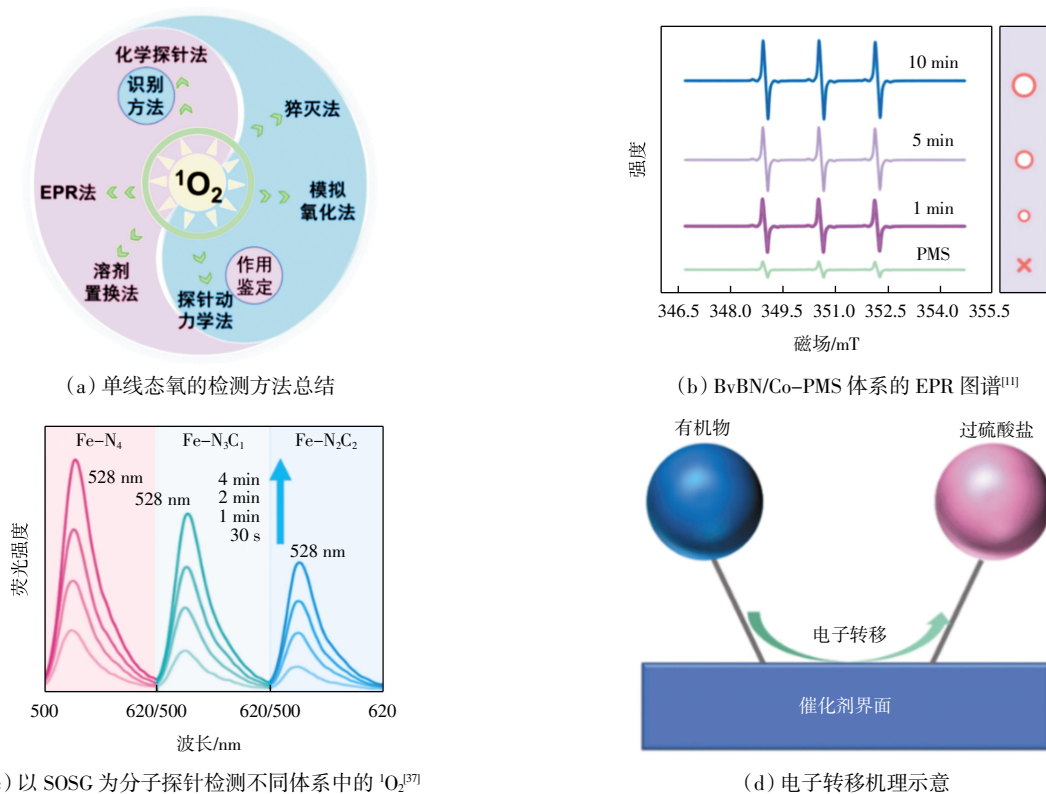 化学探针法
识别
方法
猝灭法
¹O₂
EPR法
模拟
氧化法
溶剂
置换法
作用
鉴定
探针动
力学法
(a)单线态氧的检测方法总结
强度
10 min
5 min
1 min
PMS
346.5 348.0 349.5 351.0 352.5 354.0 355.5
磁场/mT
(b)BvBN/Co-PMS 体系的 EPR 图谱[11]
荧光强度
Fe-N₄ Fe-N₃C₁ Fe-N₂C₂
528 nm
528 nm
528 nm
4 min
2 min
1 min
30 s
500 620/500 620/500 620
波长/nm
)以 SOSG 为分子探针检测不同体系中的 ¹O₂[37]
有机物 过硫酸盐
电子转移
催化剂界面
(d)电子转移机理示意